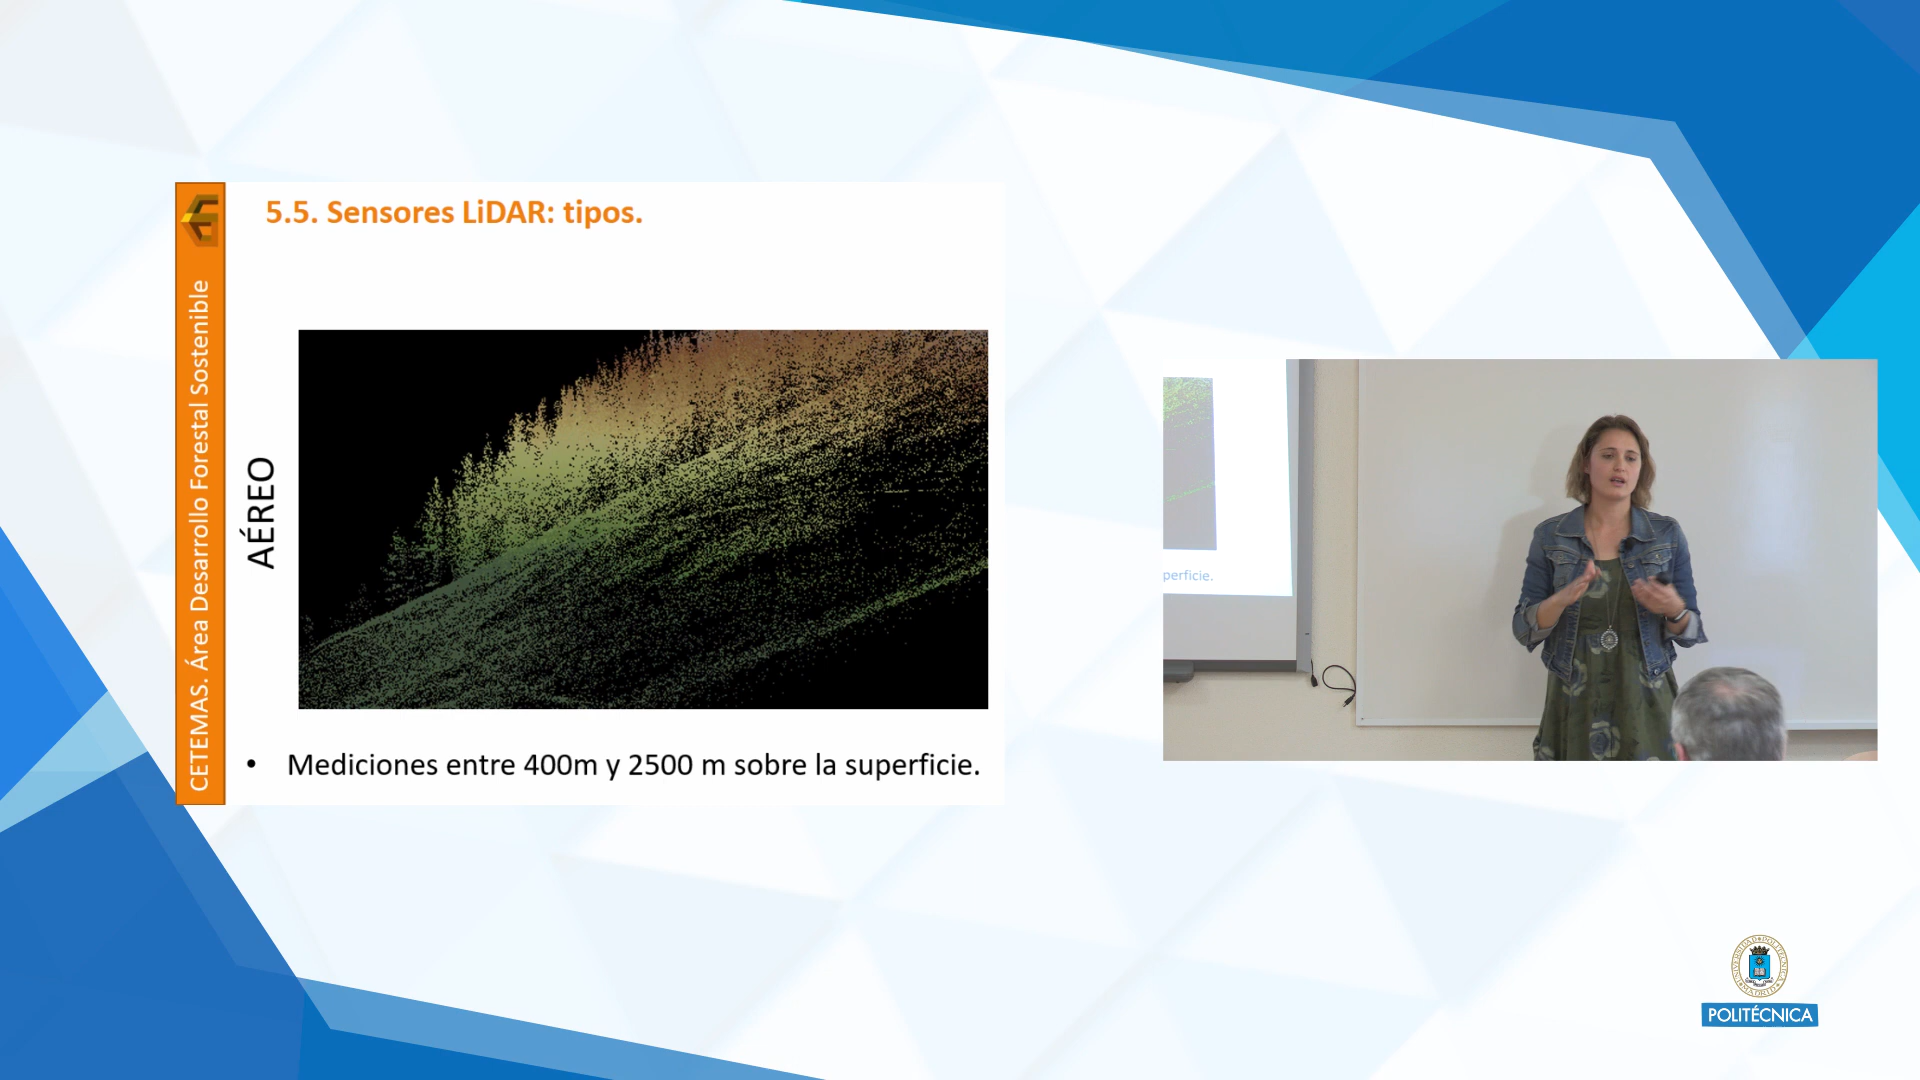 5.5. Sensores LiDAR: tipos.
CETEMAS. Área Desarrollo Forestal Sostenible
AÉREO
• Mediciones entre 400m y 2500 m sobre la superficie.
perficie.
POLITÉCNICA